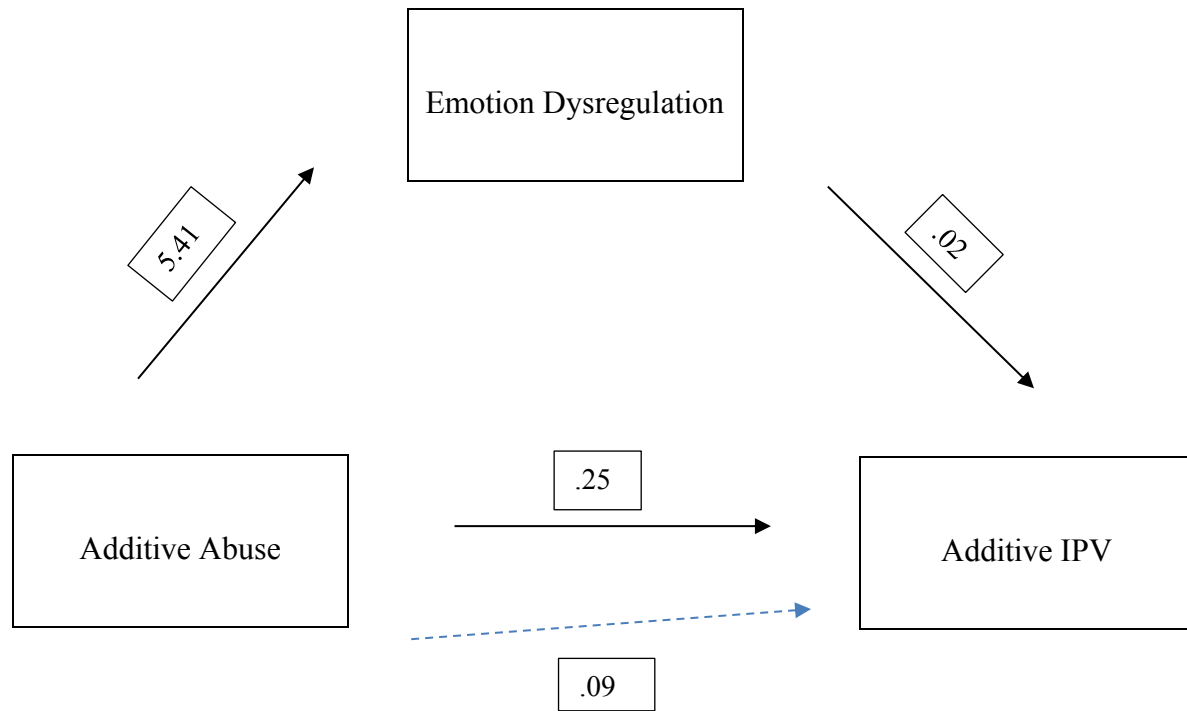 Emotion Dysregulation
5.41
.02
.25
Additive Abuse
Additive IPV
.09